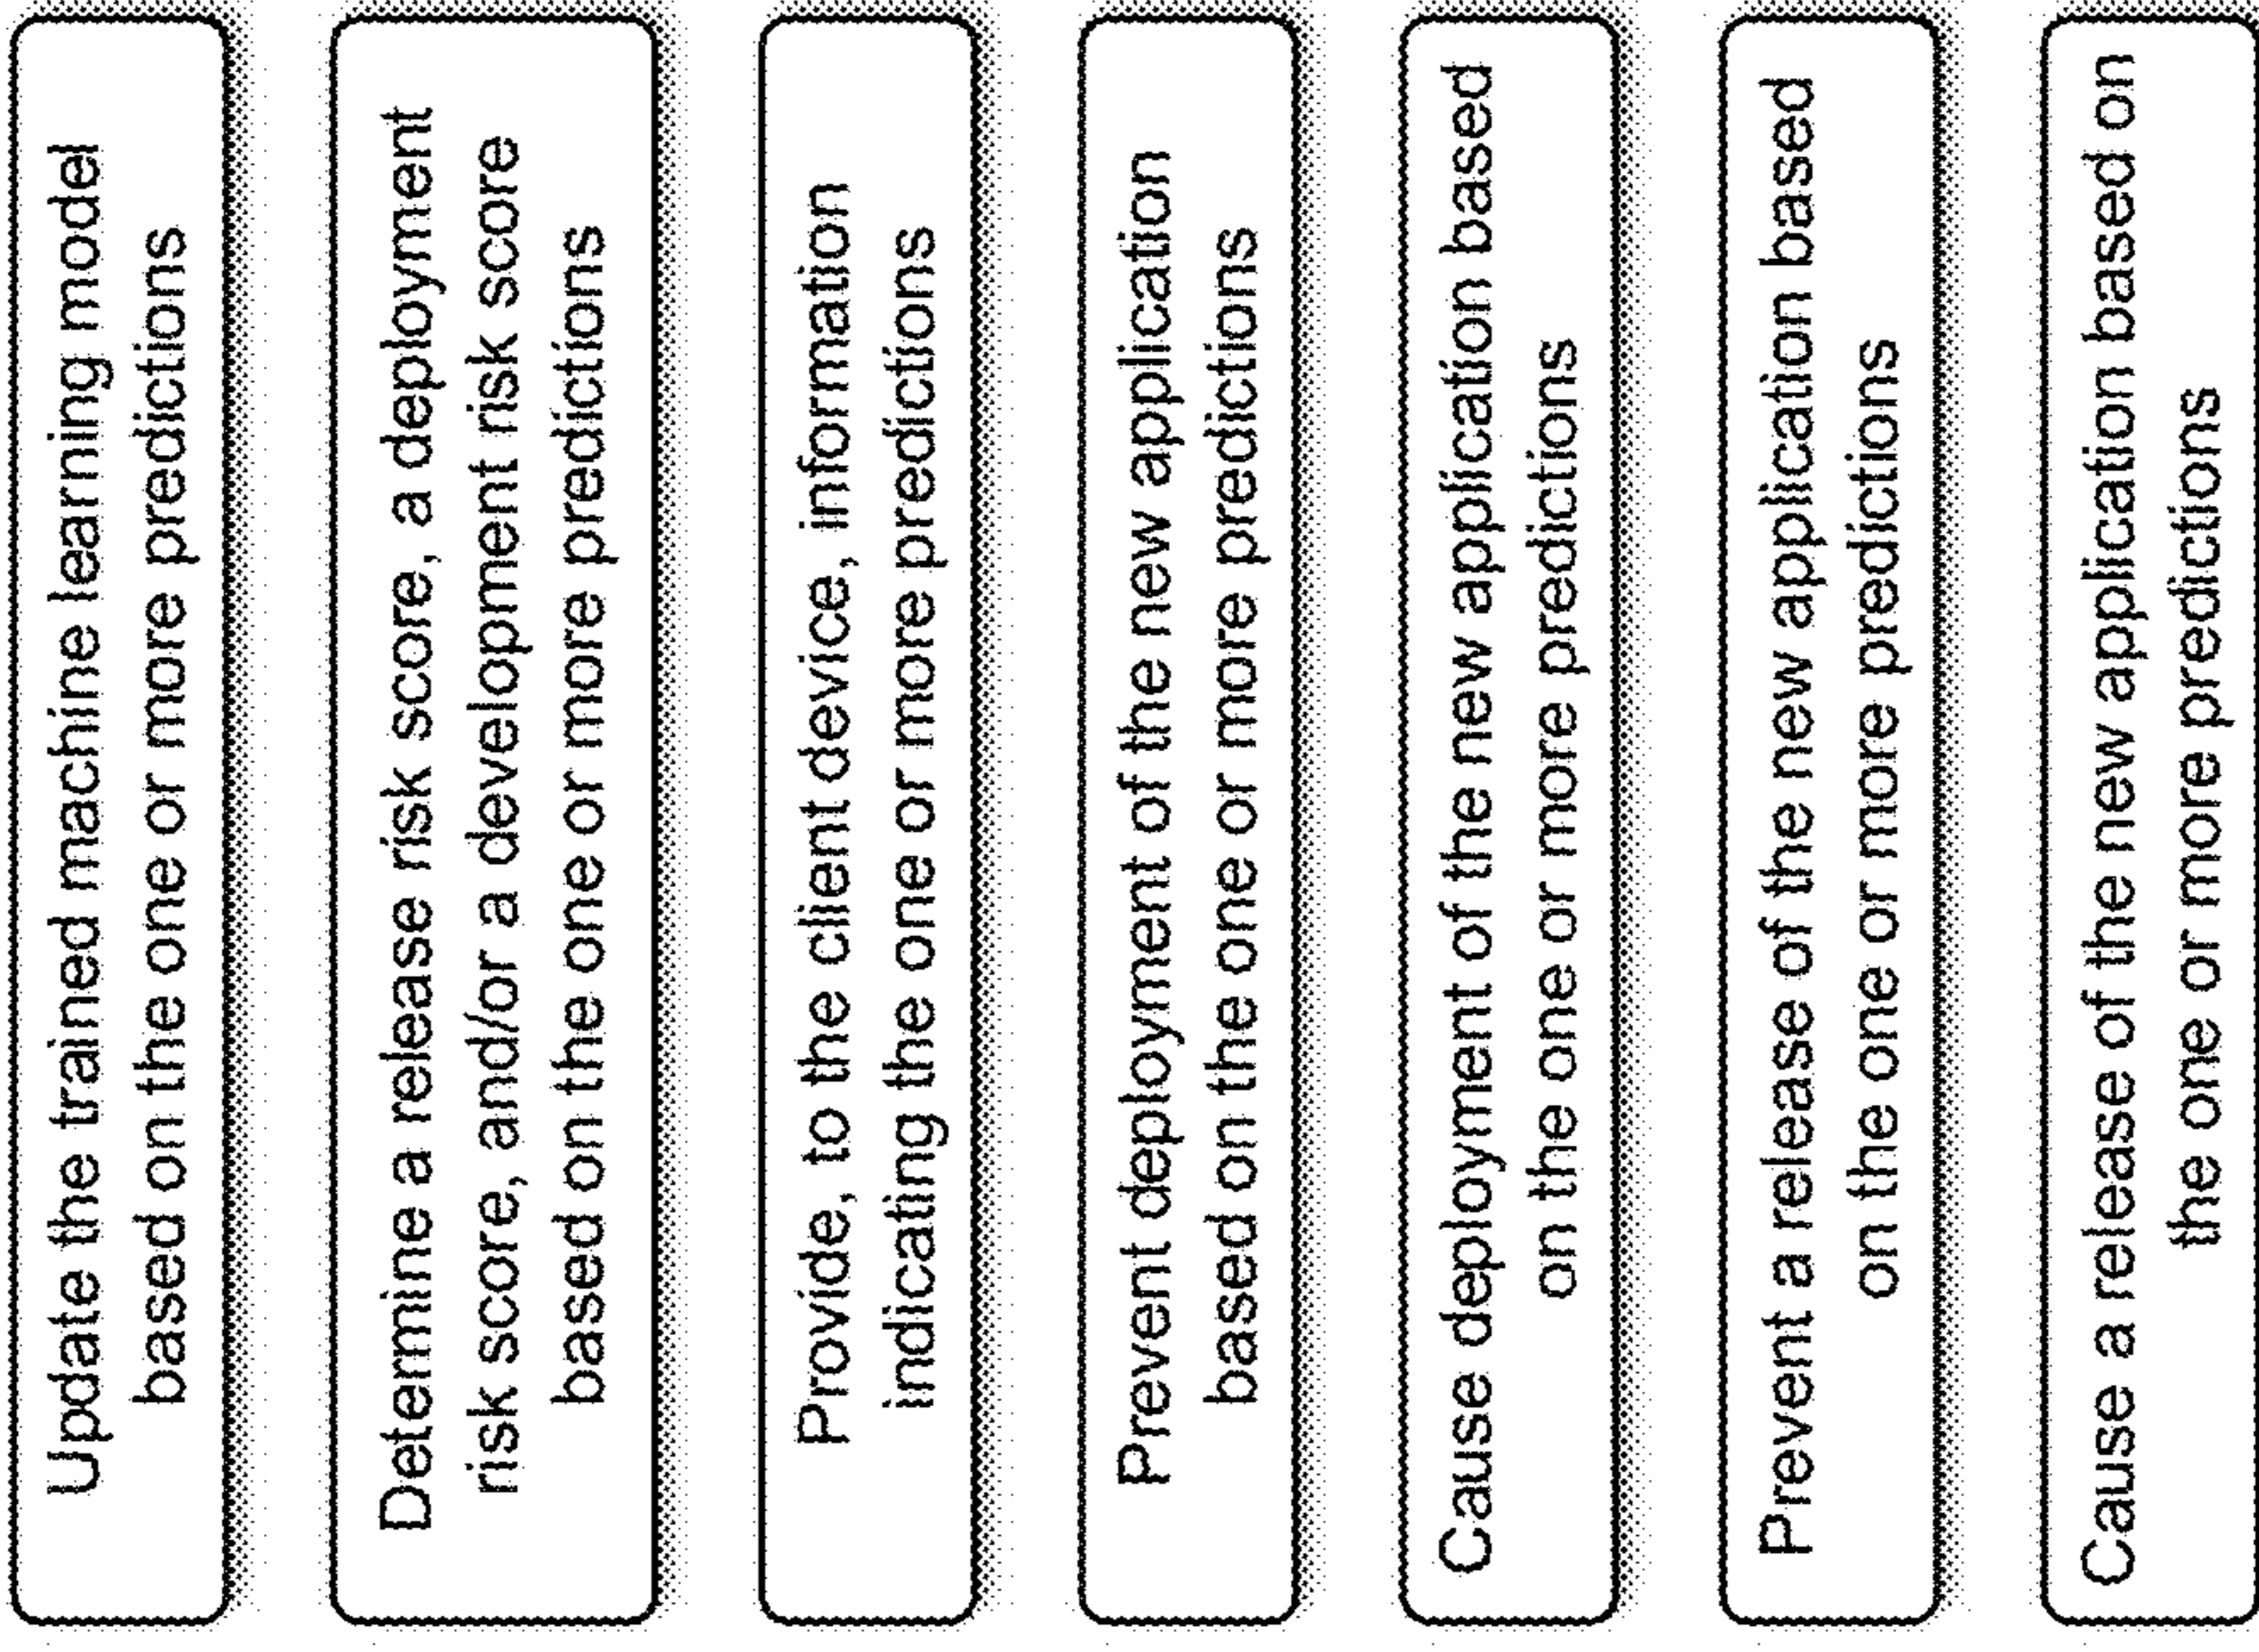 Update the trained machine learning model
based on the one or more predictions
Determine a release risk score, a deployment
risk score, and/or a development risk score
based on the one or more predictions
Provide, to the client device, information
indicating the one or more predictions
Prevent deployment of the new application
based on the one or more predictions
Cause deployment of the new application based
on the one or more predictions
Prevent a release of the new application based
on the one or more predictions
Cause a release of the new application based on
the one or more predictions